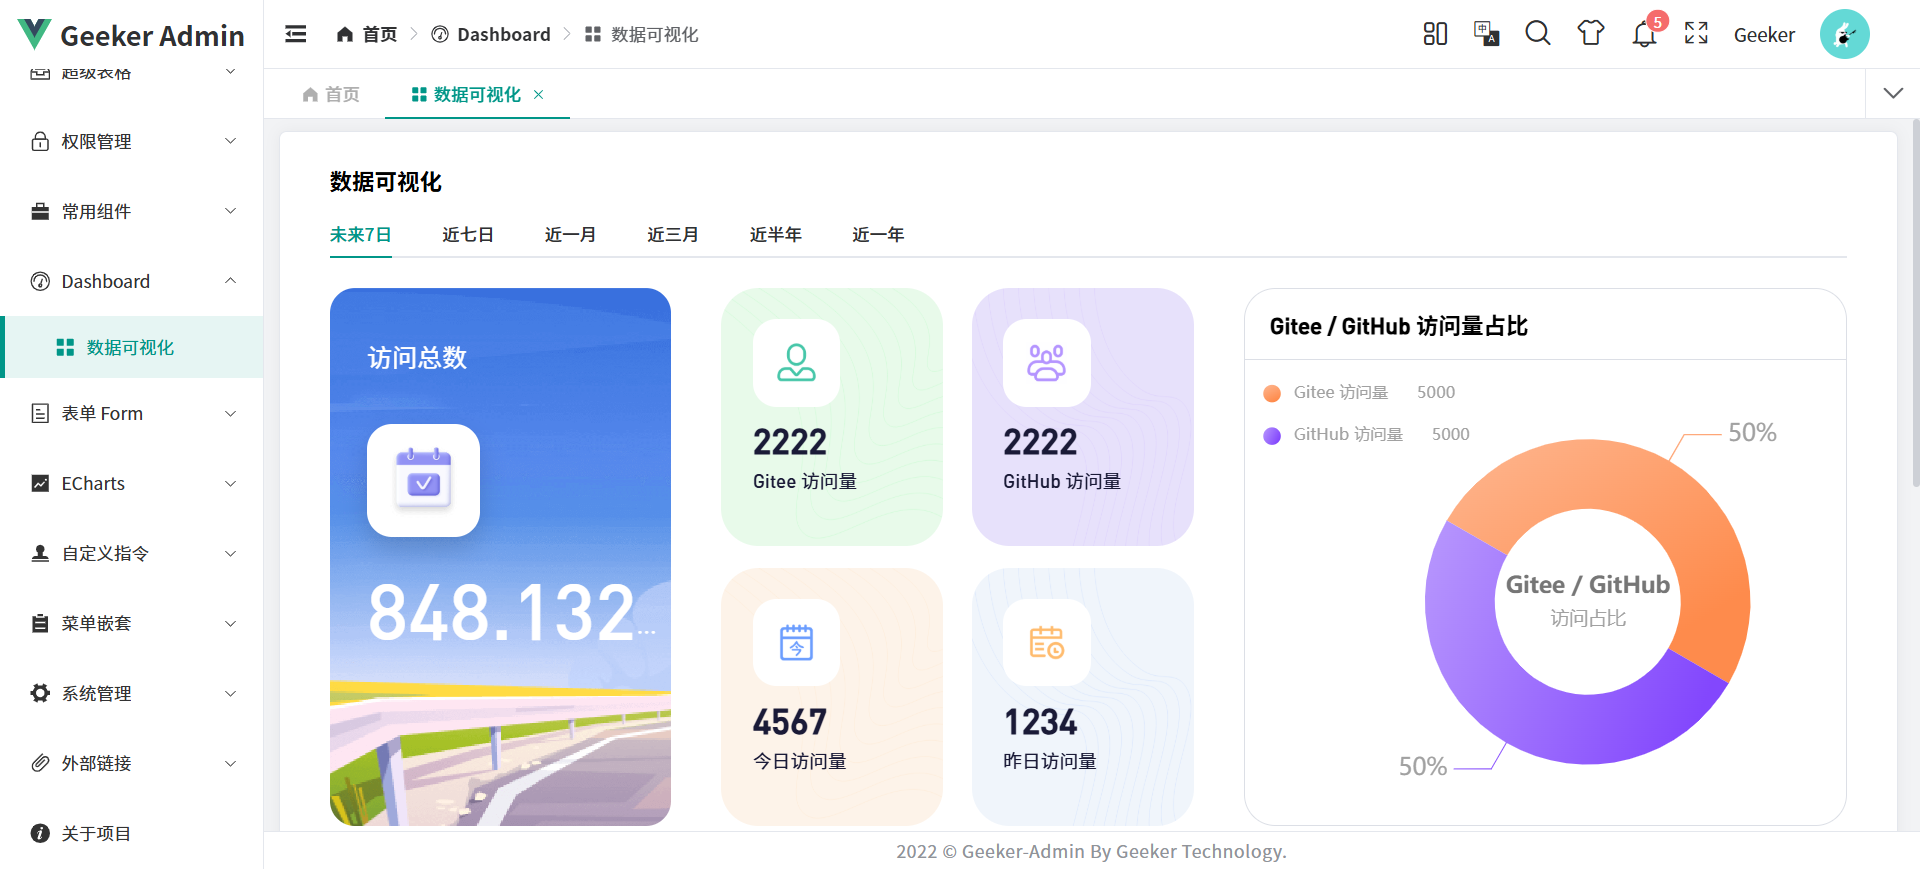 Geeker Admin
首页
Dashboard
数据可视化
中
A
5
Geeker
超级表格
权限管理
常用组件
Dashboard
数据可视化
表单 Form
ECharts
自定义指令
菜单嵌套
系统管理
外部链接
关于项目
首页
数据可视化
数据可视化
未来7日
近七日
近一月
近三月
近半年
近一年
访问总数
848.132...
2222
Gitee 访问量
2222
GitHub 访问量
今
4567
今日访问量
1234
昨日访问量
Gitee / GitHub 访问量占比
Gitee 访问量 5000
GitHub 访问量 5000
50%
Gitee / GitHub
访问占比
50%
2022 © Geeker-Admin By Geeker Technology.